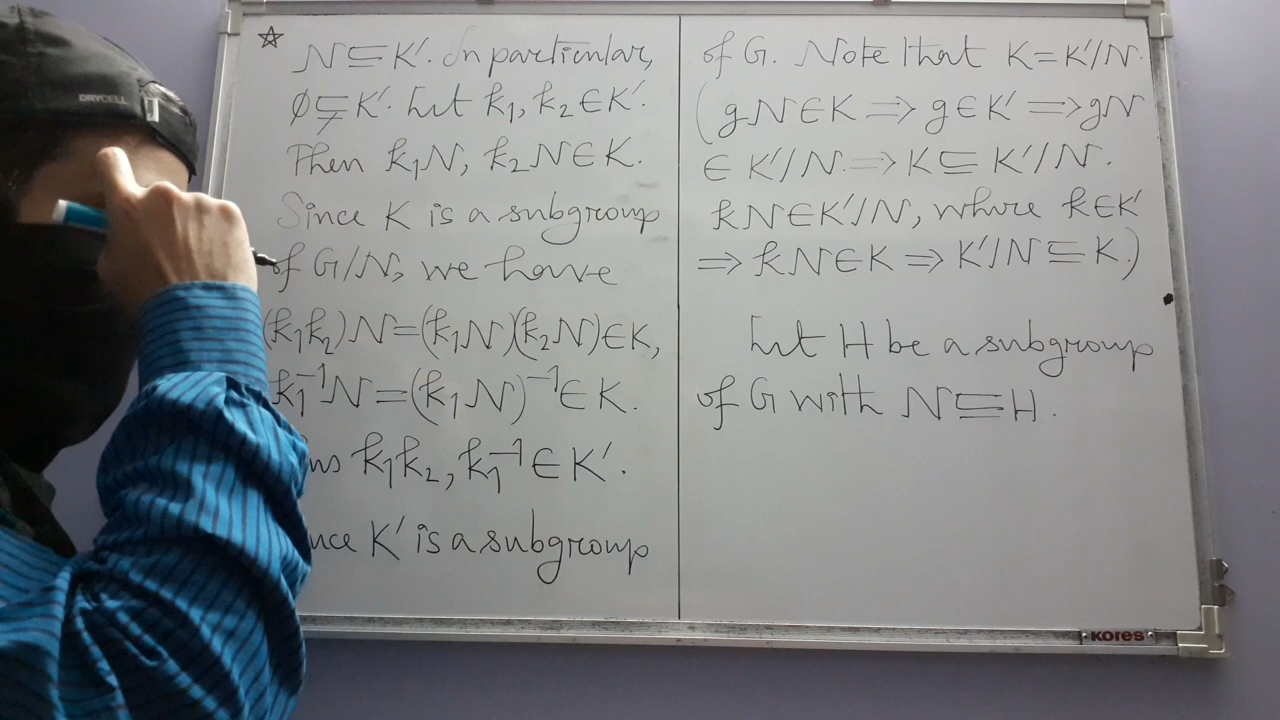 ☆ N⊆K'. In particular,
∅⊊K'. Let k₁, k₂∈K'.
Then k₁N, k₂N∈K.
Since K is a subgroup
of G/N, we have
(k₁k₂)N=(k₁N)(k₂N)∈K,
k₁⁻¹N=(k₁N)⁻¹∈K.
k₁k₂, k₁⁻¹∈K'.
K' is a subgroup
of G. Note that K=K'/N.
(gN∈K ⟹ g∈K' ⟹ gN
∈ K'/N ⟹ K⊆K'/N.
kN∈K'/N, where k∈K'
⟹ kN∈K ⟹ K'/N⊆K.)
Let H be a subgroup
of G with N⊆H.
DRYCELL
KORES